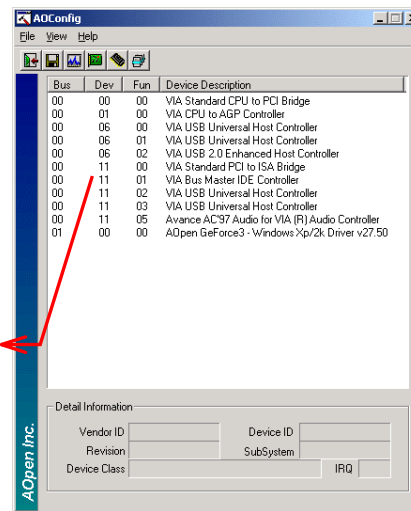 AOConfig
File View Help
Bus Dev Fun Device Description
00 00 00 VIA Standard CPU to PCI Bridge
00 01 00 VIA CPU to AGP Controller
00 06 00 VIA USB Universal Host Controller
00 06 01 VIA USB Universal Host Controller
00 06 02 VIA USB 2.0 Enhanced Host Controller
00 11 00 VIA Standard PCI to ISA Bridge
00 11 01 VIA Bus Master IDE Controller
00 11 02 VIA USB Universal Host Controller
00 11 03 VIA USB Universal Host Controller
00 11 05 Avance AC'97 Audio for VIA (R) Audio Controller
01 00 00 AOpen GeForce3 - Windows Xp/2k Driver v27.50
Detail Information
Vendor ID Device ID
Revision SubSystem
Device Class IRQ
AOpen Inc.